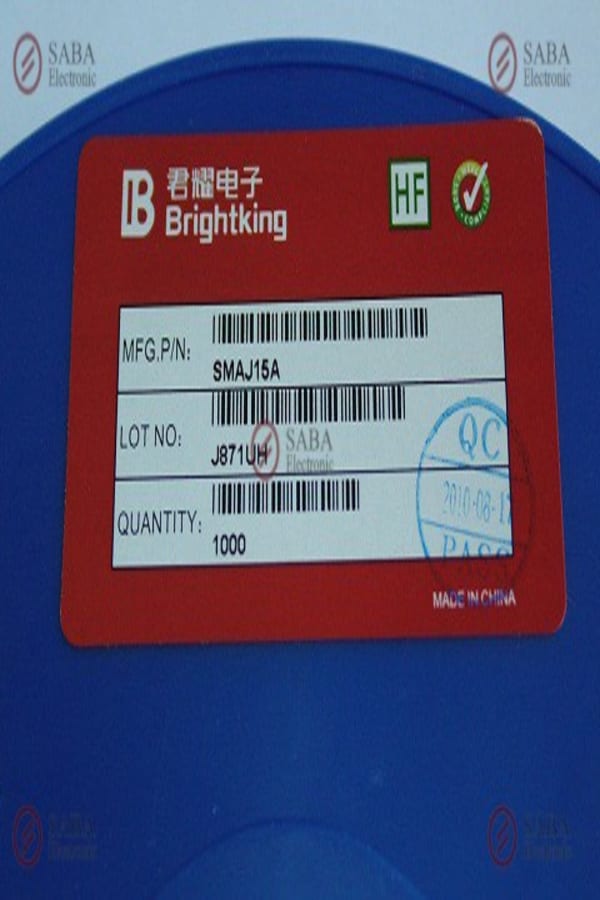 SABA
Electronic
SABA
Electronic
B 君耀电子
Brightking
HF
MFG.P/N:
SMAJ15A
LOT NO:
J871UH
SABA
Electronic
QUANTITY:
1000
QC
2010-08-17
PASS
MADE IN CHINA